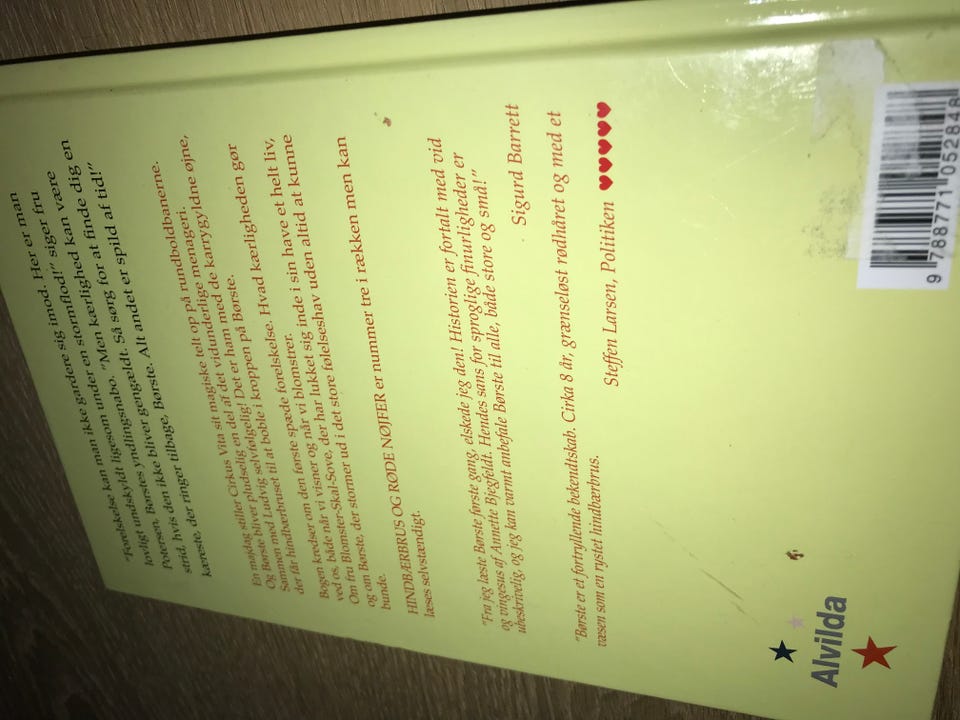 "Forelskelse kan man ikke gardere sig imod. Her er man
lovligt undskyldt ligesom under en stormflod!" siger fru
Potersen, Børstes yndlingsnabo. "Men kærlighed kan være
strid, hvis den ikke bliver gengældt. Så sørg for at finde dig en
kæreste, der ringer tilbage, Børste. Alt andet er spild af tid!"
En majdag stiller Cirkus Vita sit magiske telt op på rundboldbanerne.
Og Børste bliver pludselig en del af det vidunderlige menageri.
Sammen med Ludvig selvfølgelig! Det er ham med de karrygyldne øjne,
der får hindbærbruset til at boble i kroppen på Børste.
Bogen kredser om den første spæde forelskelse. Hvad kærligheden gør
ved os, både når vi visner og når vi blomstrer.
Om fru Blomster-Skal-Sove, der har lukket sig inde i sin have et helt liv,
og om Børste, der stormer ud i det store følelseshav uden altid at kunne
bunde.
HINDBÆRBRUS OG RØDE NØJFER er nummer tre i rækken men kan
læses selvstændigt.
"Fra jeg læste Børste første gang, elskede jeg den! Historien er fortalt med vid
og vingesus af Annette Bjergfeldt. Hendes sans for sproglige finurligheder er
ubeskrivelig, og jeg kan varmt anbefale Børste til alle, både store og små!"
Sigurd Barrett
"Børste er et fortryllende bekendtskab. Cirka 8 år, grænseløst rødhåret og med et
væsen som en rystet hindbærbrus.
Steffen Larsen, Politiken ♥♥♥♥♥
Alvilda
9 788771 052848